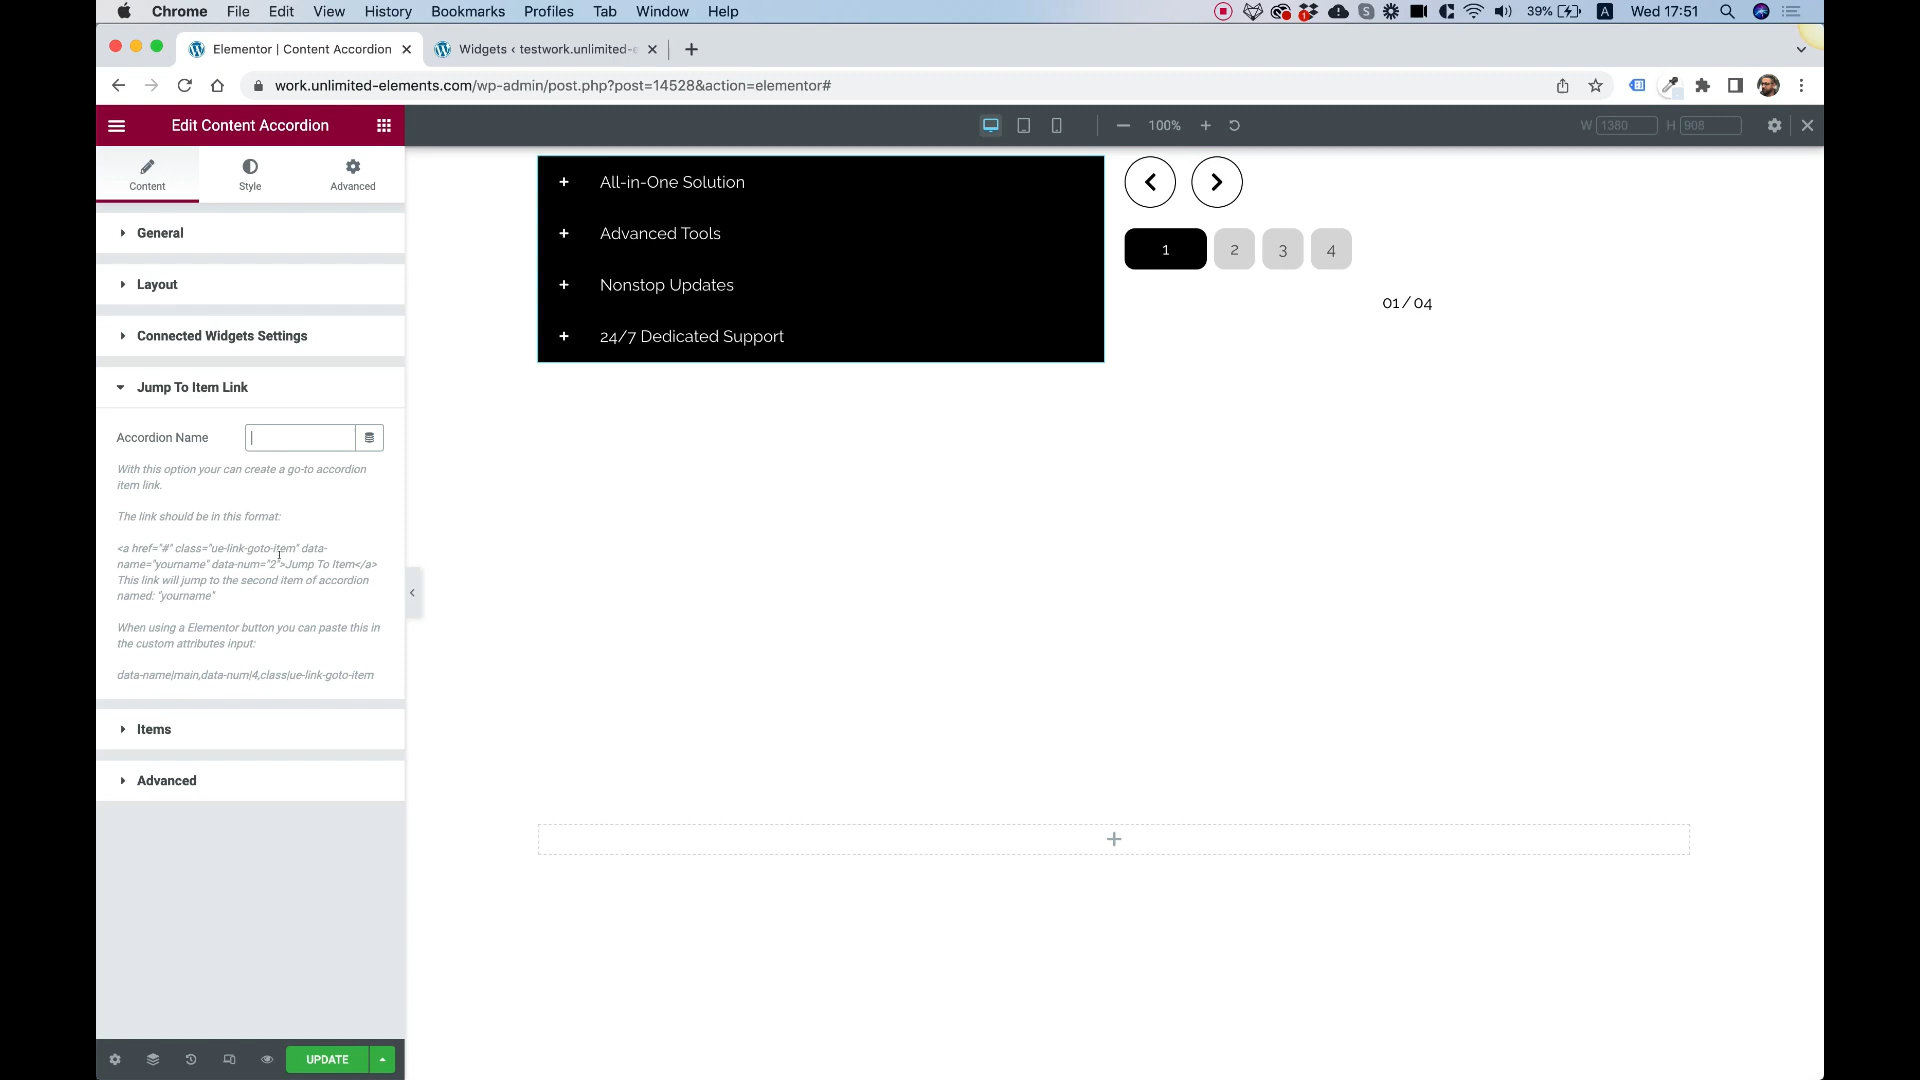 Chrome File Edit View History Bookmarks Profiles Tab Window Help
39% A Wed 17:51
Elementor | Content Accordion
Widgets ‹ testwork.unlimited-e
work.unlimited-elements.com/wp-admin/post.php?post=14528&action=elementor#
Edit Content Accordion
100%
W 1380 H 908
Content
Style
Advanced
General
Layout
Connected Widgets Settings
Jump To Item Link
Accordion Name
With this option your can create a go-to accordion
item link.
The link should be in this format:
<a href="#" class="ue-link-goto-item" data-
name="yourname" data-num="2">Jump To Item</a>
This link will jump to the second item of accordion
named: "yourname"
When using a Elementor button you can paste this in
the custom attributes input:
data-name|main,data-num|4,class|ue-link-goto-item
Items
Advanced
UPDATE
+ All-in-One Solution
+ Advanced Tools
+ Nonstop Updates
+ 24/7 Dedicated Support
1 2 3 4
01 / 04